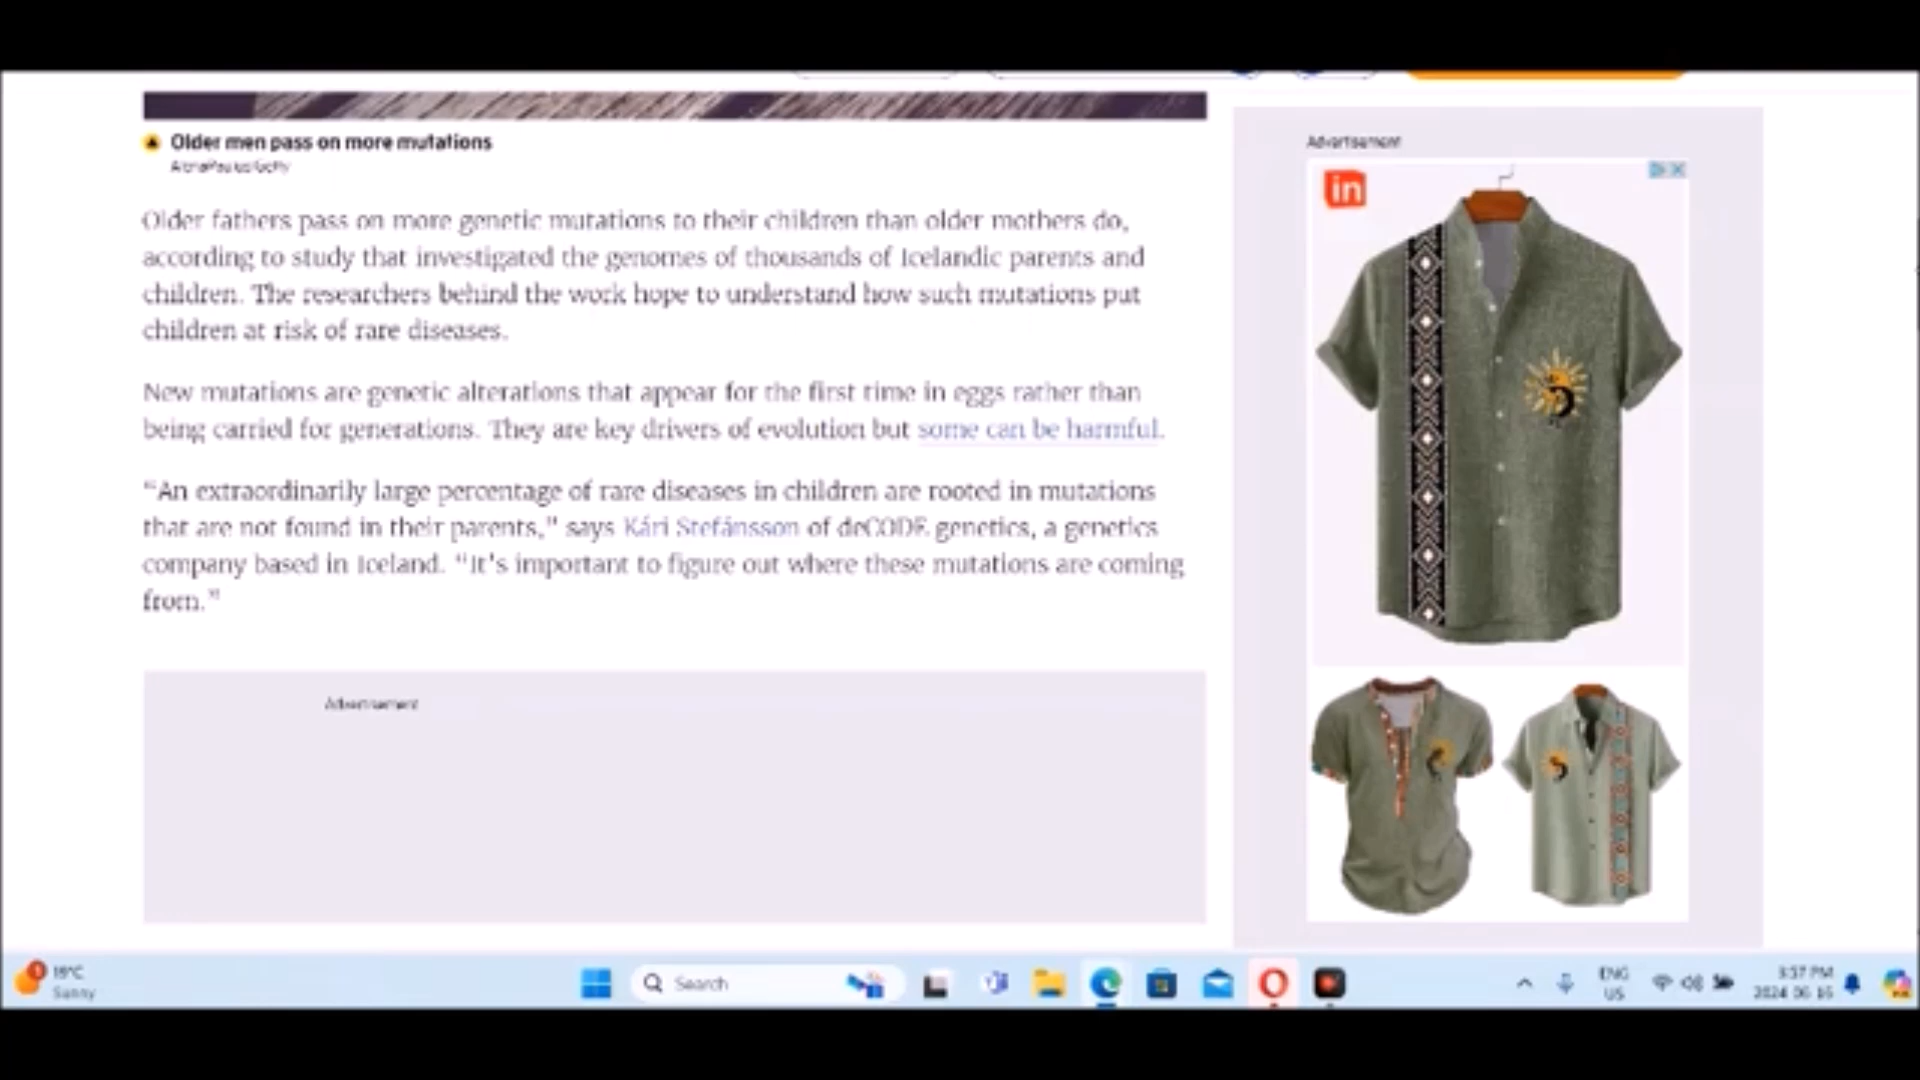 Older men pass on more mutations
Older fathers pass on more genetic mutations to their children than older mothers do,
according to study that investigated the genomes of thousands of Icelandic parents and
children. The researchers behind the work hope to understand how such mutations put
children at risk of rare diseases.
New mutations are genetic alterations that appear for the first time in eggs rather than
being carried for generations. They are key drivers of evolution but some can be harmful.
“An extraordinarily large percentage of rare diseases in children are rooted in mutations
that are not found in their parents,” says Kári Stefánsson of deCODE genetics, a genetics
company based in Iceland. “It’s important to figure out where these mutations are coming
from.”
Advertisement
Advertisement
in
1
Sunny
Search
ENG
US
3:57 PM
2024-06-16